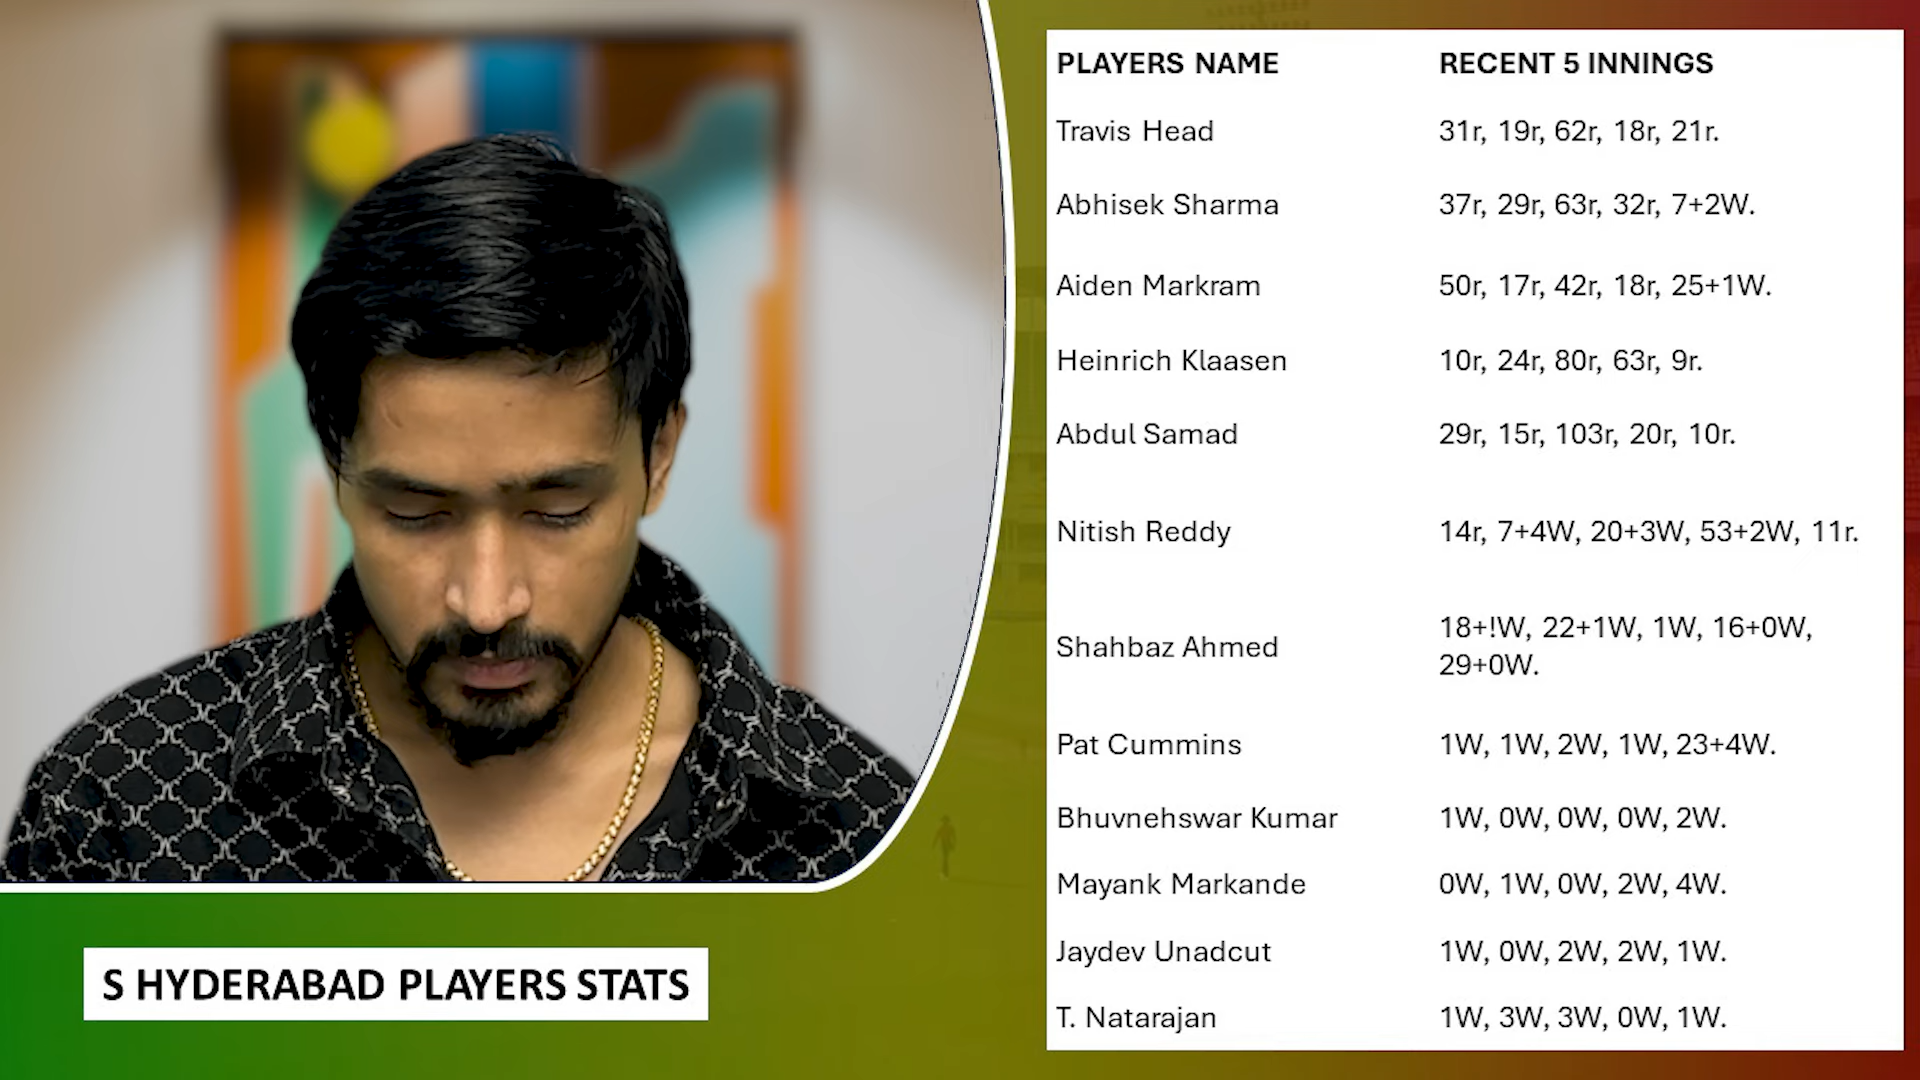 PLAYERS NAME RECENT 5 INNINGS
Travis Head 31r, 19r, 62r, 18r, 21r.
Abhisek Sharma 37r, 29r, 63r, 32r, 7+2W.
Aiden Markram 50r, 17r, 42r, 18r, 25+1W.
Heinrich Klaasen 10r, 24r, 80r, 63r, 9r.
Abdul Samad 29r, 15r, 103r, 20r, 10r.
Nitish Reddy 14r, 7+4W, 20+3W, 53+2W, 11r.
Shahbaz Ahmed 18+!W, 22+1W, 1W, 16+0W,
29+0W.
Pat Cummins 1W, 1W, 2W, 1W, 23+4W.
Bhuvnehswar Kumar 1W, 0W, 0W, 0W, 2W.
Mayank Markande 0W, 1W, 0W, 2W, 4W.
Jaydev Unadcut 1W, 0W, 2W, 2W, 1W.
T. Natarajan 1W, 3W, 3W, 0W, 1W.
S HYDERABAD PLAYERS STATS